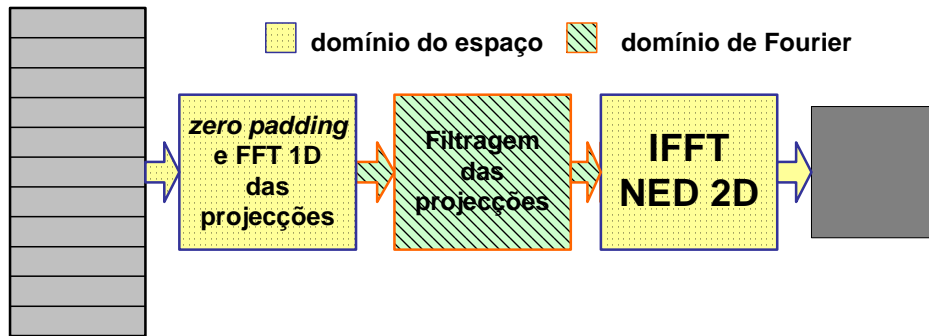 domínio do espaço
domínio de Fourier
zero padding
e FFT 1D
das
projecções
Filtragem
das
projecções
IFFT
NED 2D